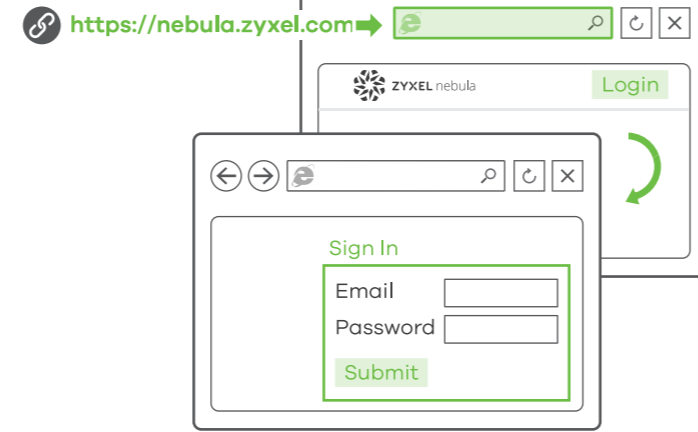 https://nebula.zyxel.com
ZYXEL nebula
Login
Sign In
Email
Password
Submit